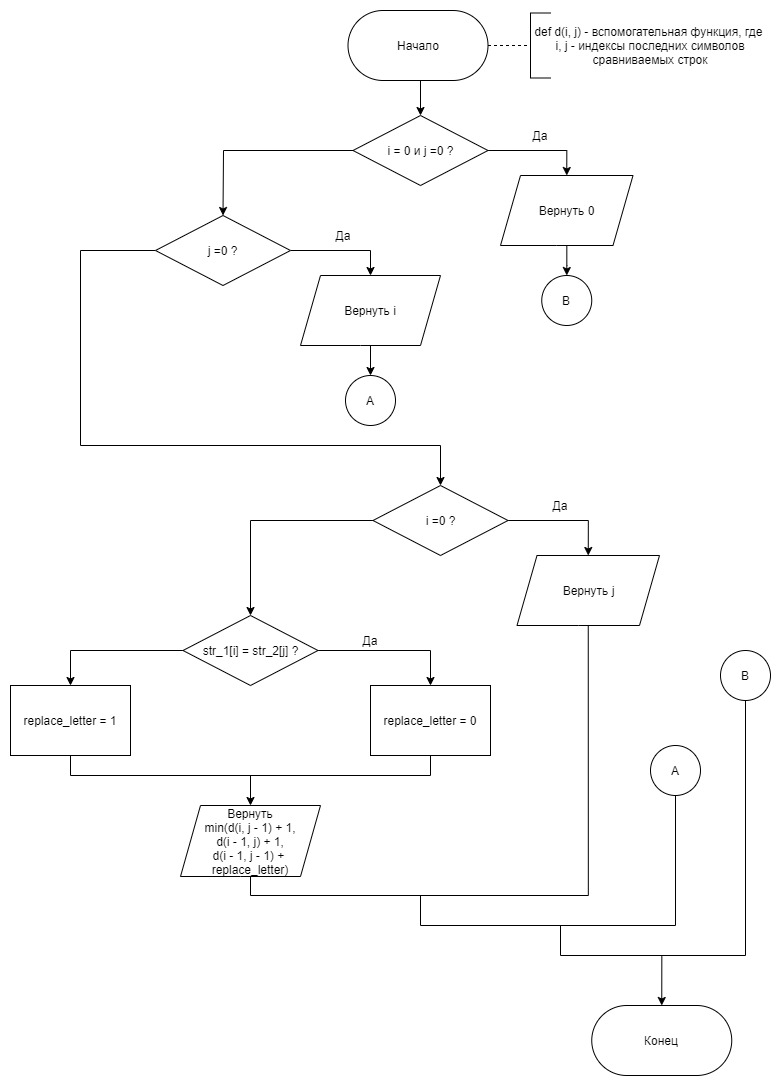 Начало
def d(i, j) - вспомогательная функция, где
i, j - индексы последних символов
сравниваемых строк
i = 0 и j =0 ?
Да
Вернуть 0
B
j =0 ?
Да
Вернуть i
A
i =0 ?
Да
Вернуть j
str_1[i] = str_2[j] ?
Да
replace_letter = 1
replace_letter = 0
B
A
Вернуть
min(d(i, j - 1) + 1,
d(i - 1, j) + 1,
d(i - 1, j - 1) +
replace_letter)
Конец